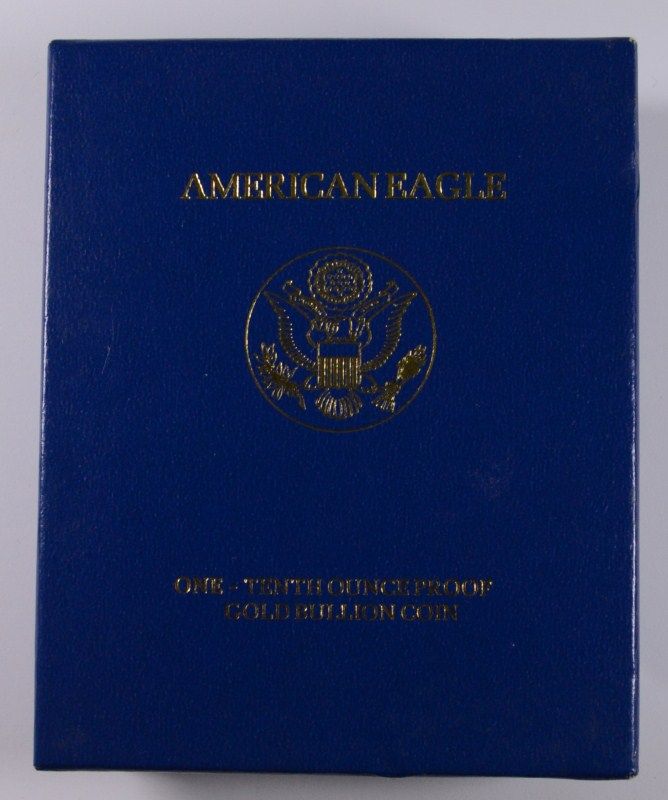 AMERICAN EAGLE
ONE - TENTH OUNCE PROOF
GOLD BULLION COIN